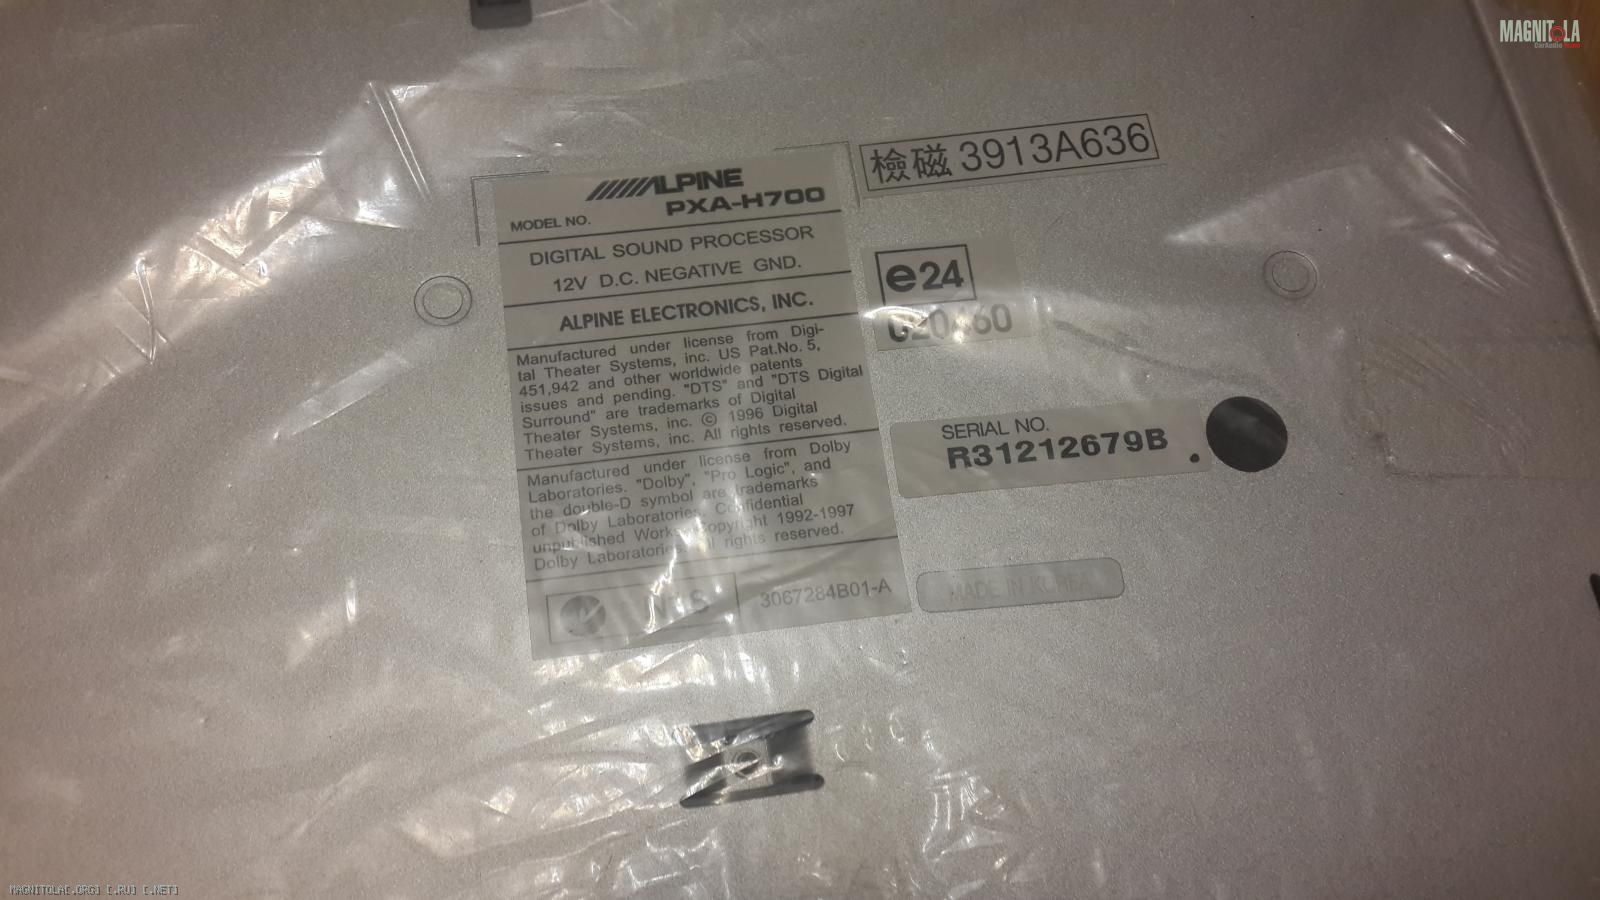 MAGNITOLA
CarAudio
ALPINE
MODEL NO. PXA-H700
DIGITAL SOUND PROCESSOR
12V D.C. NEGATIVE GND.
ALPINE ELECTRONICS, INC.
Manufactured under license from Digi-
tal Theater Systems, inc. US Pat.No. 5,
451,942 and other worldwide patents
issues and pending. "DTS" and "DTS Digital
Surround" are trademarks of Digital
Theater Systems, inc. © 1996 Digital
Theater Systems, inc. All rights reserved.
Manufactured under license from Dolby
Laboratories. "Dolby", "Pro Logic", and
the double-D symbol are trademarks
of Dolby Laboratories. Confidential
unpublished Works. Copyright 1992-1997
Dolby Laboratories. All rights reserved.
3067284B01-A
檢磁 3913A636
e24
SERIAL NO.
R31212679B
MADE IN KOREA
MAGNITOLA[.ORG] [.RU] [.NET]